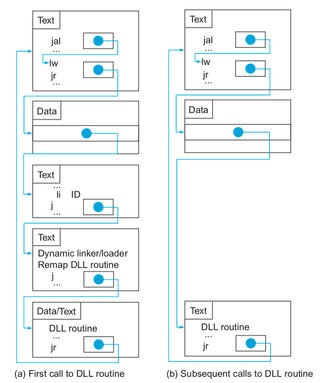 Text
jal
...
lw
jr
...
Data
Text
...
li ID
j
...
Text
Dynamic linker/loader
Remap DLL routine
j
...
Data/Text
DLL routine
...
jr
(a) First call to DLL routine
Text
jal
...
lw
jr
...
Data
Text
DLL routine
...
jr
(b) Subsequent calls to DLL routine